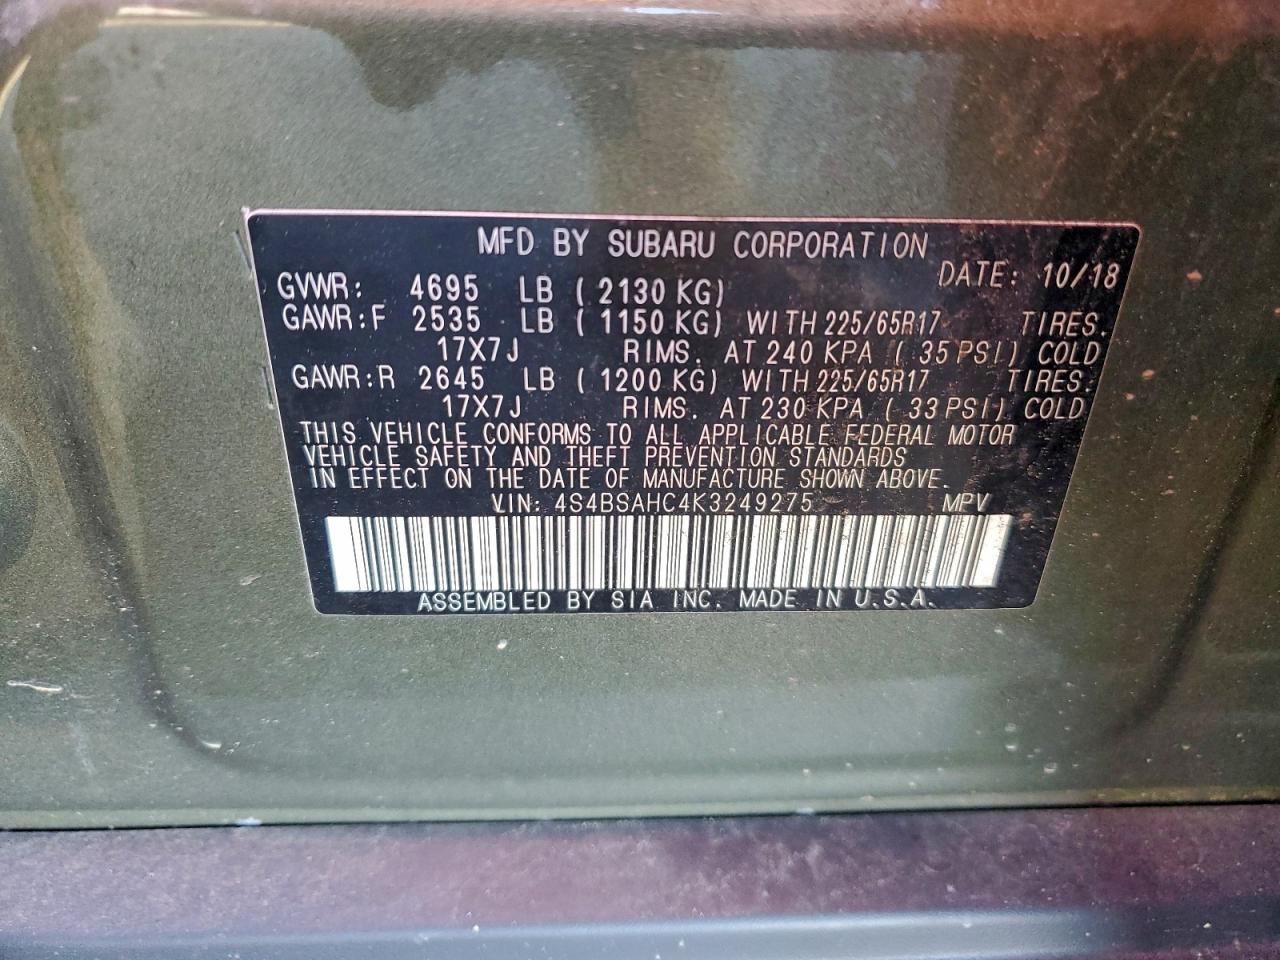 MFD BY SUBARU CORPORATION
DATE: 10/18
GVWR: 4695 LB ( 2130 KG)
GAWR:F 2535 LB ( 1150 KG) WITH 225/65R17 TIRES.
17X7J RIMS. AT 240 KPA ( 35 PSI) COLD
GAWR:R 2645 LB ( 1200 KG) WITH 225/65R17 TIRES.
17X7J RIMS. AT 230 KPA ( 33 PSI) COLD
THIS VEHICLE CONFORMS TO ALL APPLICABLE FEDERAL MOTOR
VEHICLE SAFETY AND THEFT PREVENTION STANDARDS
IN EFFECT ON THE DATE OF MANUFACTURE SHOWN ABOVE.
VIN: 4S4BSAHC4K3249275 MPV
ASSEMBLED BY SIA INC. MADE IN U.S.A.